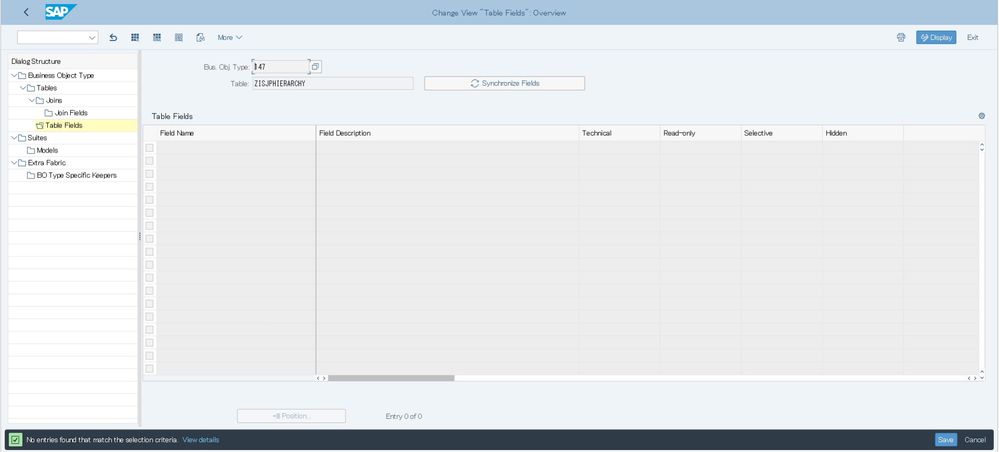 SAP
Change View "Table Fields": Overview
More
Display
Exit
Dialog Structure
Business Object Type
Tables
Joins
Join Fields
Table Fields
Suites
Models
Extra Fabric
BO Type Specific Keepers
Bus. Obj. Type: 147
Table: ZISJPHIERARCHY
Synchronize Fields
Table Fields
Field Name Field Description Technical Read-only Selective Hidden
Position...
Entry 0 of 0
No entries found that match the selection criteria. View details
Save Cancel